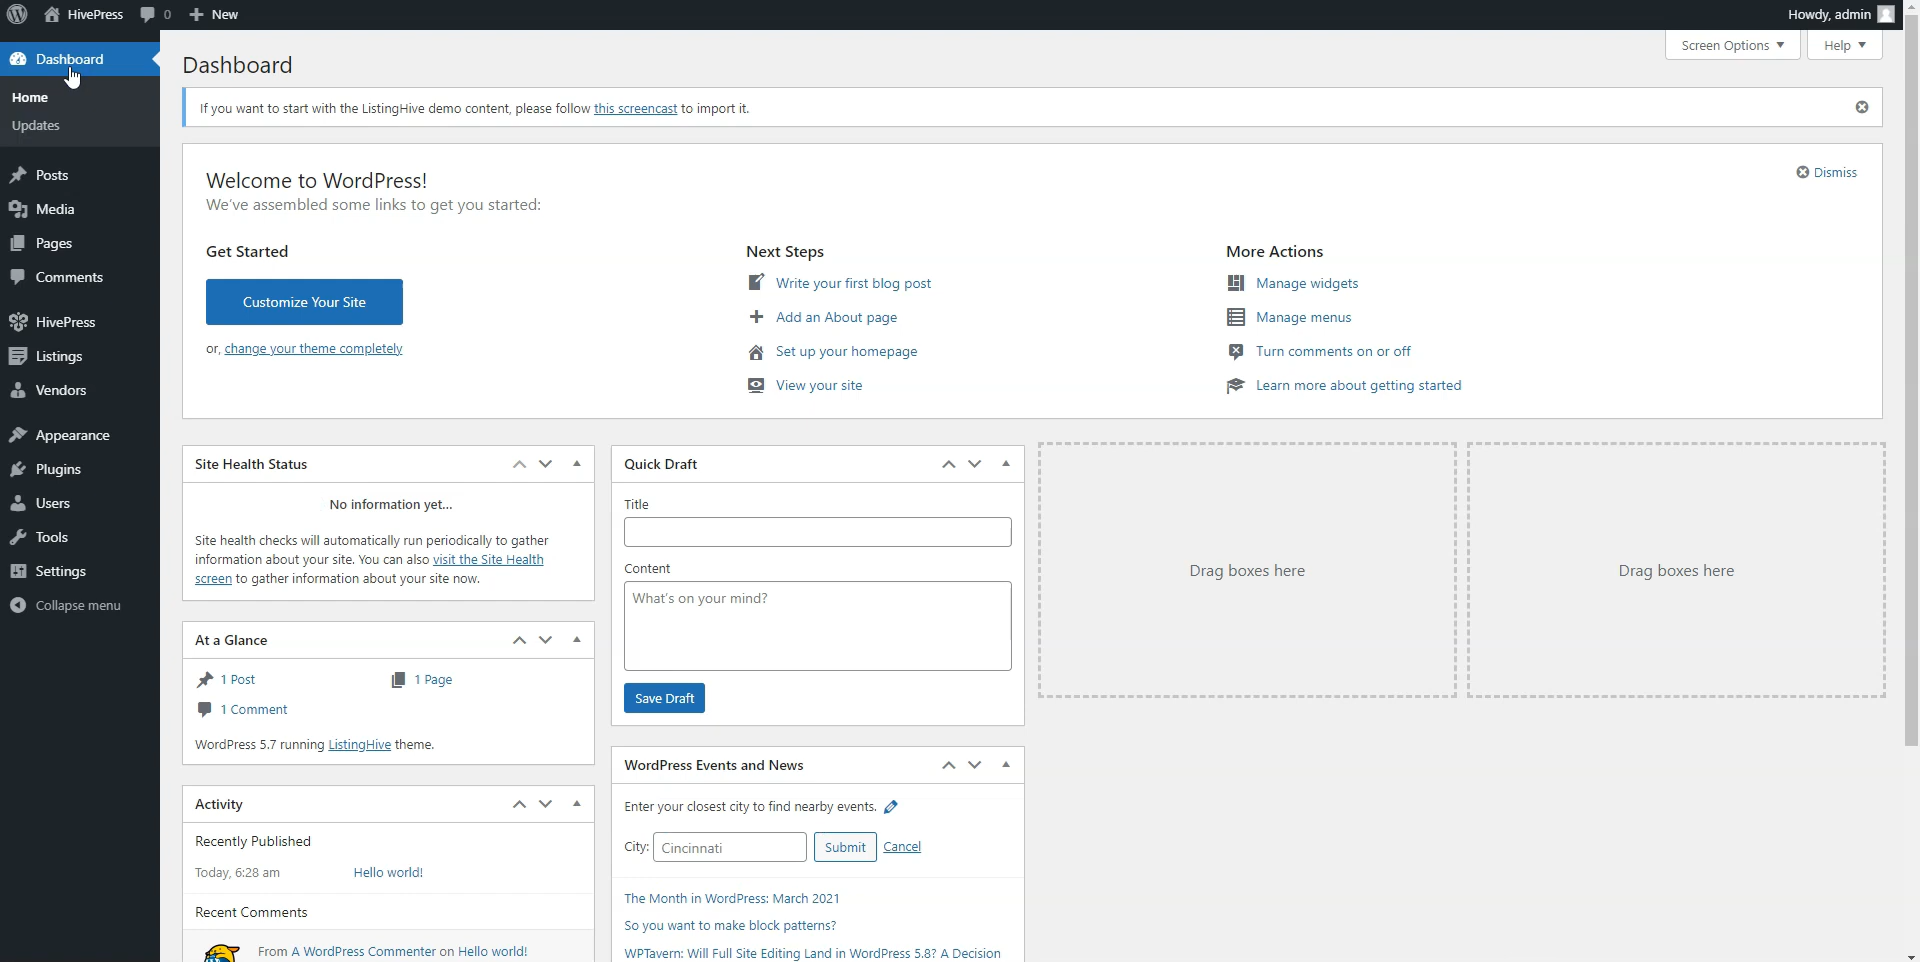 HivePress 0 New Howdy, admin
Screen Options Help
Dashboard
Home
Updates
Posts
Media
Pages
Comments
HivePress
Listings
Vendors
Appearance
Plugins
Users
Tools
Settings
Collapse menu
Dashboard
If you want to start with the ListingHive demo content, please follow this screencast to import it.
Welcome to WordPress!
We've assembled some links to get you started:
Dismiss
Get Started
Customize Your Site
or, change your theme completely
Next Steps
Write your first blog post
Add an About page
Set up your homepage
View your site
More Actions
Manage widgets
Manage menus
Turn comments on or off
Learn more about getting started
Site Health Status
No information yet...
Site health checks will automatically run periodically to gather
information about your site. You can also visit the Site Health
screen to gather information about your site now.
At a Glance
1 Post 1 Page
1 Comment
WordPress 5.7 running ListingHive theme.
Activity
Recently Published
Today, 6:28 am Hello world!
Recent Comments
From A WordPress Commenter on Hello world!
Quick Draft
Title
Content
What's on your mind?
Save Draft
WordPress Events and News
Enter your closest city to find nearby events.
City: Cincinnati Submit Cancel
The Month in WordPress: March 2021
So you want to make block patterns?
WPTavern: Will Full Site Editing Land in WordPress 5.8? A Decision
Drag boxes here
Drag boxes here